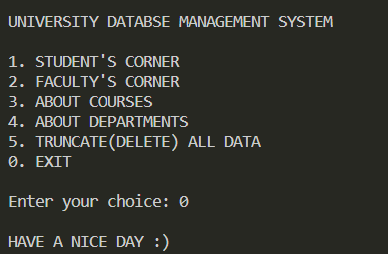 UNIVERSITY DATABSE MANAGEMENT SYSTEM
1. STUDENT'S CORNER
2. FACULTY'S CORNER
3. ABOUT COURSES
4. ABOUT DEPARTMENTS
5. TRUNCATE(DELETE) ALL DATA
0. EXIT
Enter your choice: 0
HAVE A NICE DAY :)